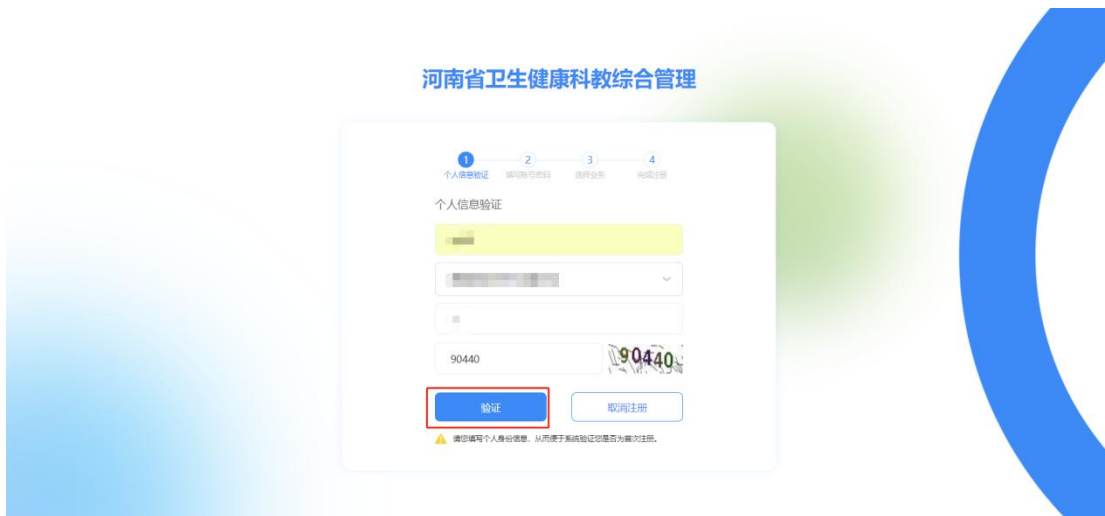 河南省卫生健康科教综合管理
1 2 3 4
个人信息验证 填写账号密码 选择业务 完成注册
个人信息验证
90440 90440
验证 取消注册
请您填写个人身份信息，从而便于系统验证您是否为首次注册。